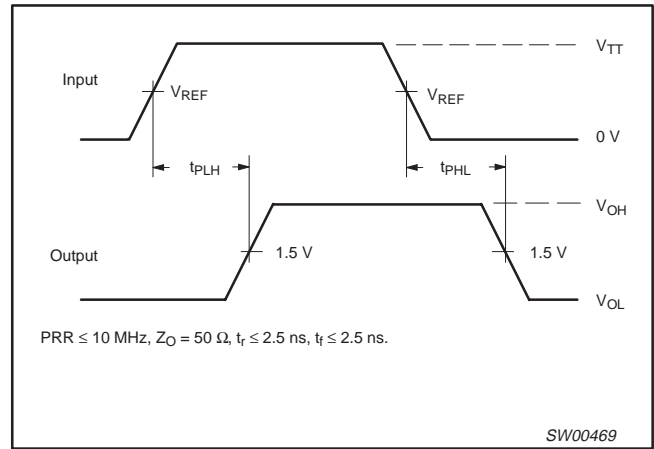 V_TT
Input
V_REF V_REF
0 V
t_PLH t_PHL
V_OH
Output 1.5 V 1.5 V
V_OL
PRR ≤ 10 MHz, Z_O = 50 Ω, t_r ≤ 2.5 ns, t_f ≤ 2.5 ns.
SW00469